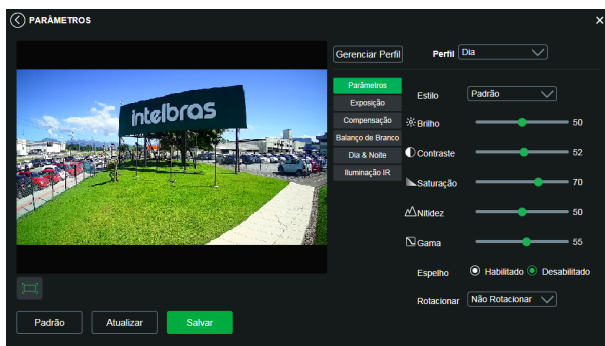 PARÂMETROS
×
Gerenciar Perfil
Perfil Dia
intelbras
Parâmetros
Exposição
Compensação
Balanço de Branco
Dia & Noite
Iluminação IR
Estilo Padrão
Brilho 50
Contraste 52
Saturação 70
Nitidez 50
Gama 55
Espelho Habilitado Desabilitado
Rotacionar Não Rotacionar
Padrão Atualizar Salvar